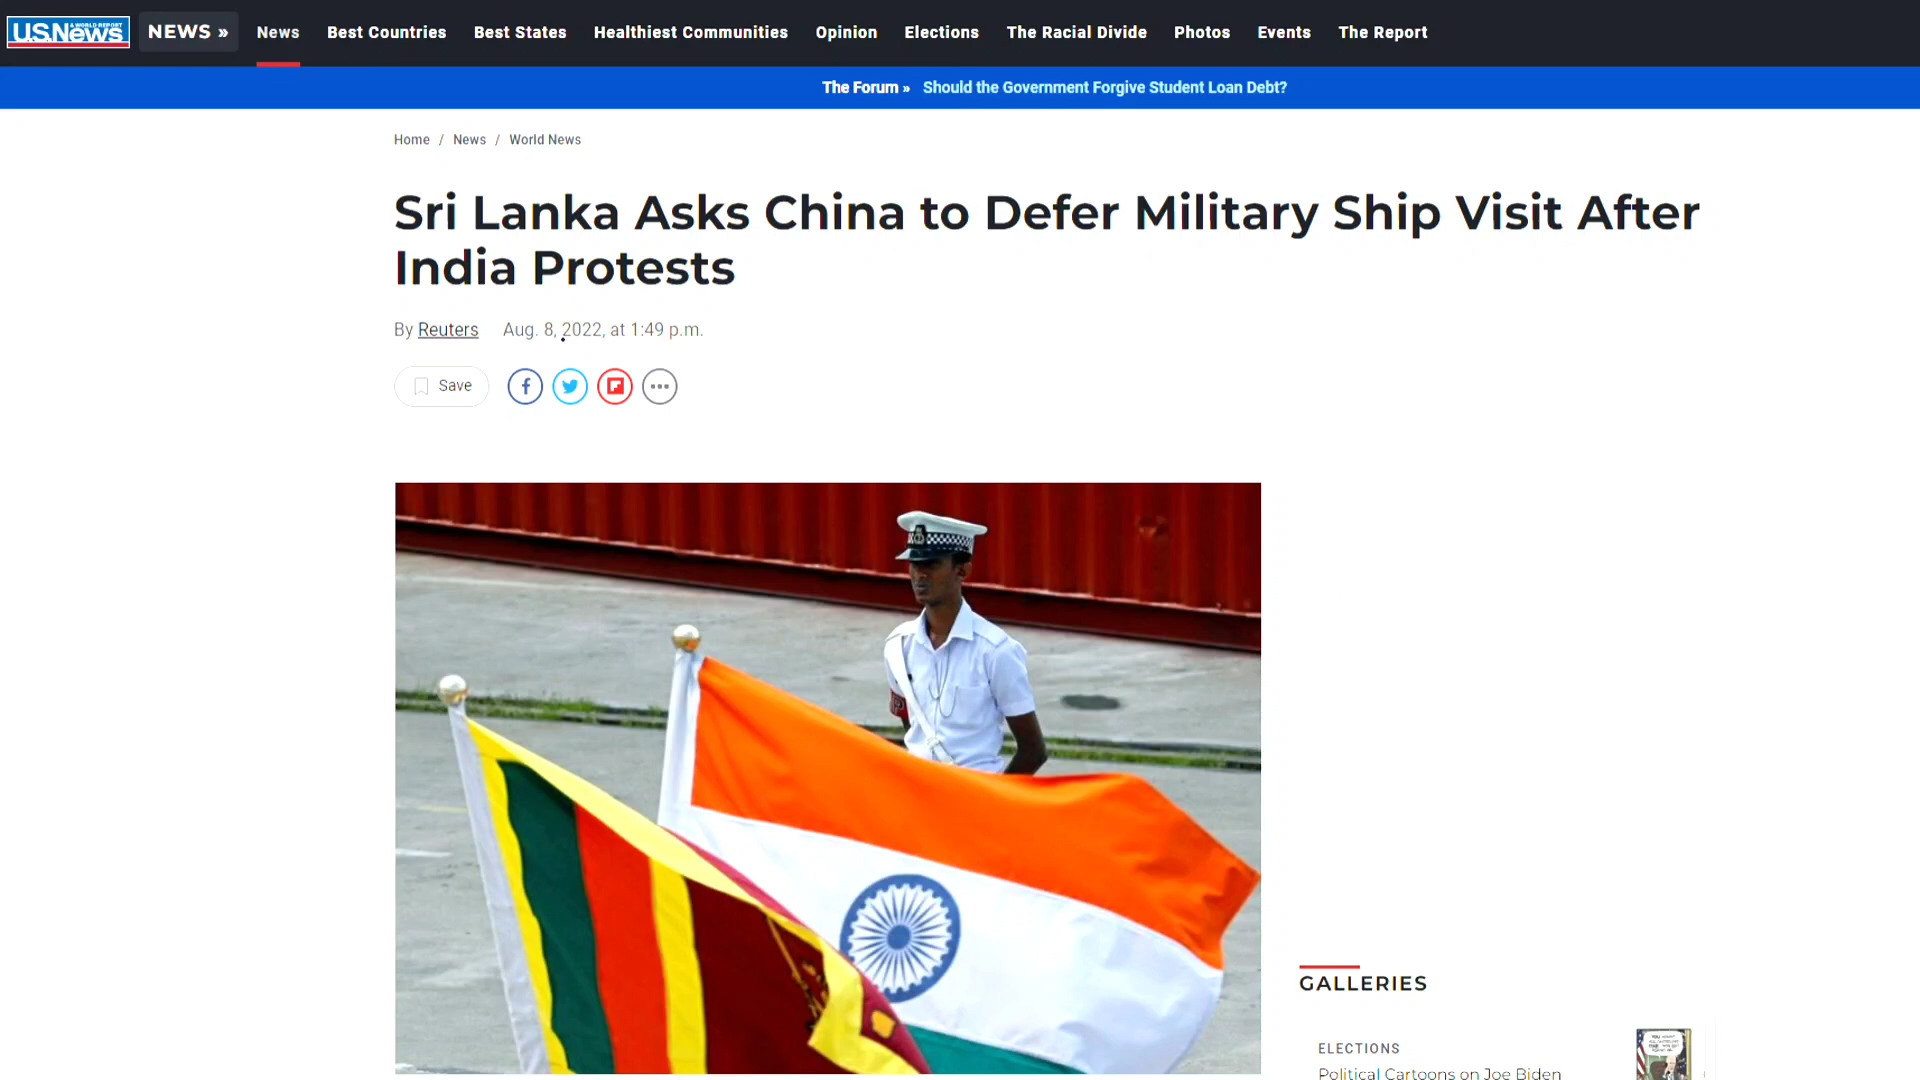 U.S.News
& WORLD REPORT
NEWS »
News
Best Countries
Best States
Healthiest Communities
Opinion
Elections
The Racial Divide
Photos
Events
The Report
The Forum » Should the Government Forgive Student Loan Debt?
Home / News / World News
Sri Lanka Asks China to Defer Military Ship Visit After
India Protests
By Reuters Aug. 8, 2022, at 1:49 p.m.
Save
GALLERIES
ELECTIONS
Political Cartoons on Joe Biden